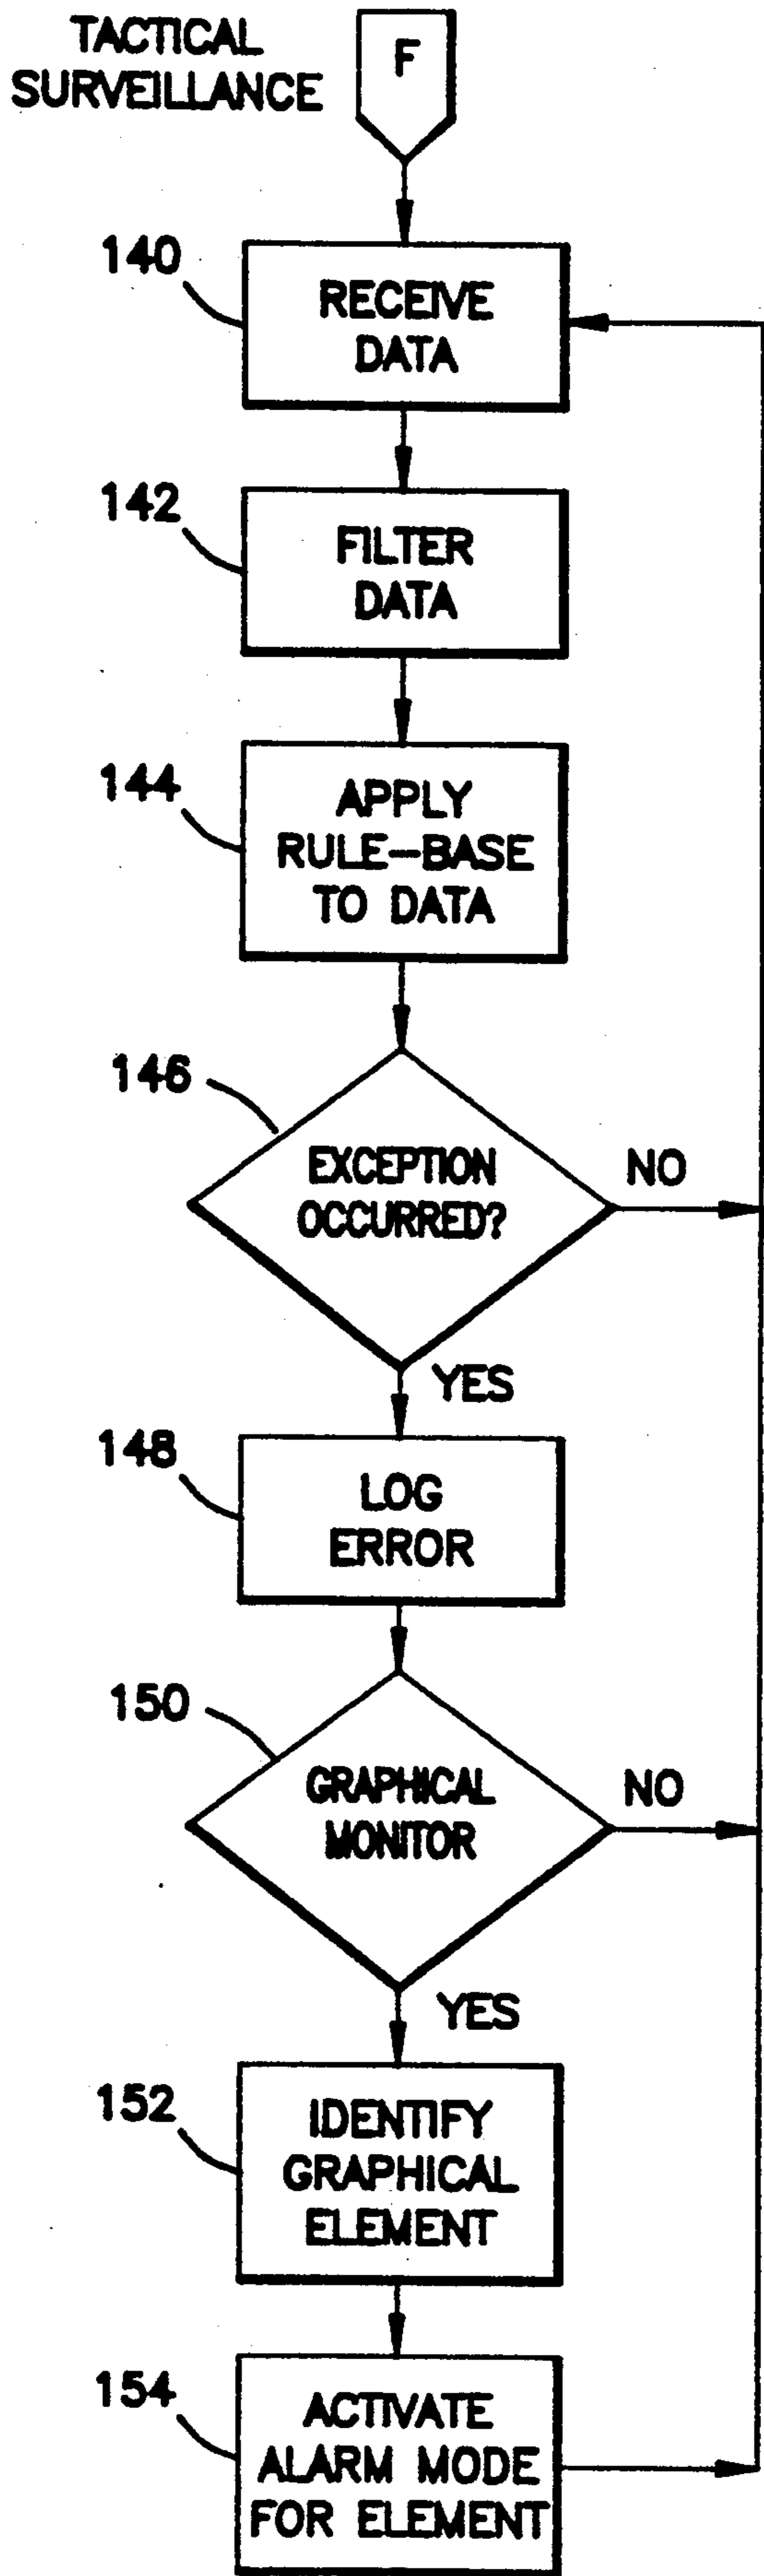 TACTICAL
SURVEILLANCE
F
140
RECEIVE
DATA
142
FILTER
DATA
144
APPLY
RULE-BASE
TO DATA
146
EXCEPTION
OCCURRED?
NO
YES
148
LOG
ERROR
150
GRAPHICAL
MONITOR
NO
YES
152
IDENTIFY
GRAPHICAL
ELEMENT
154
ACTIVATE
ALARM MODE
FOR ELEMENT